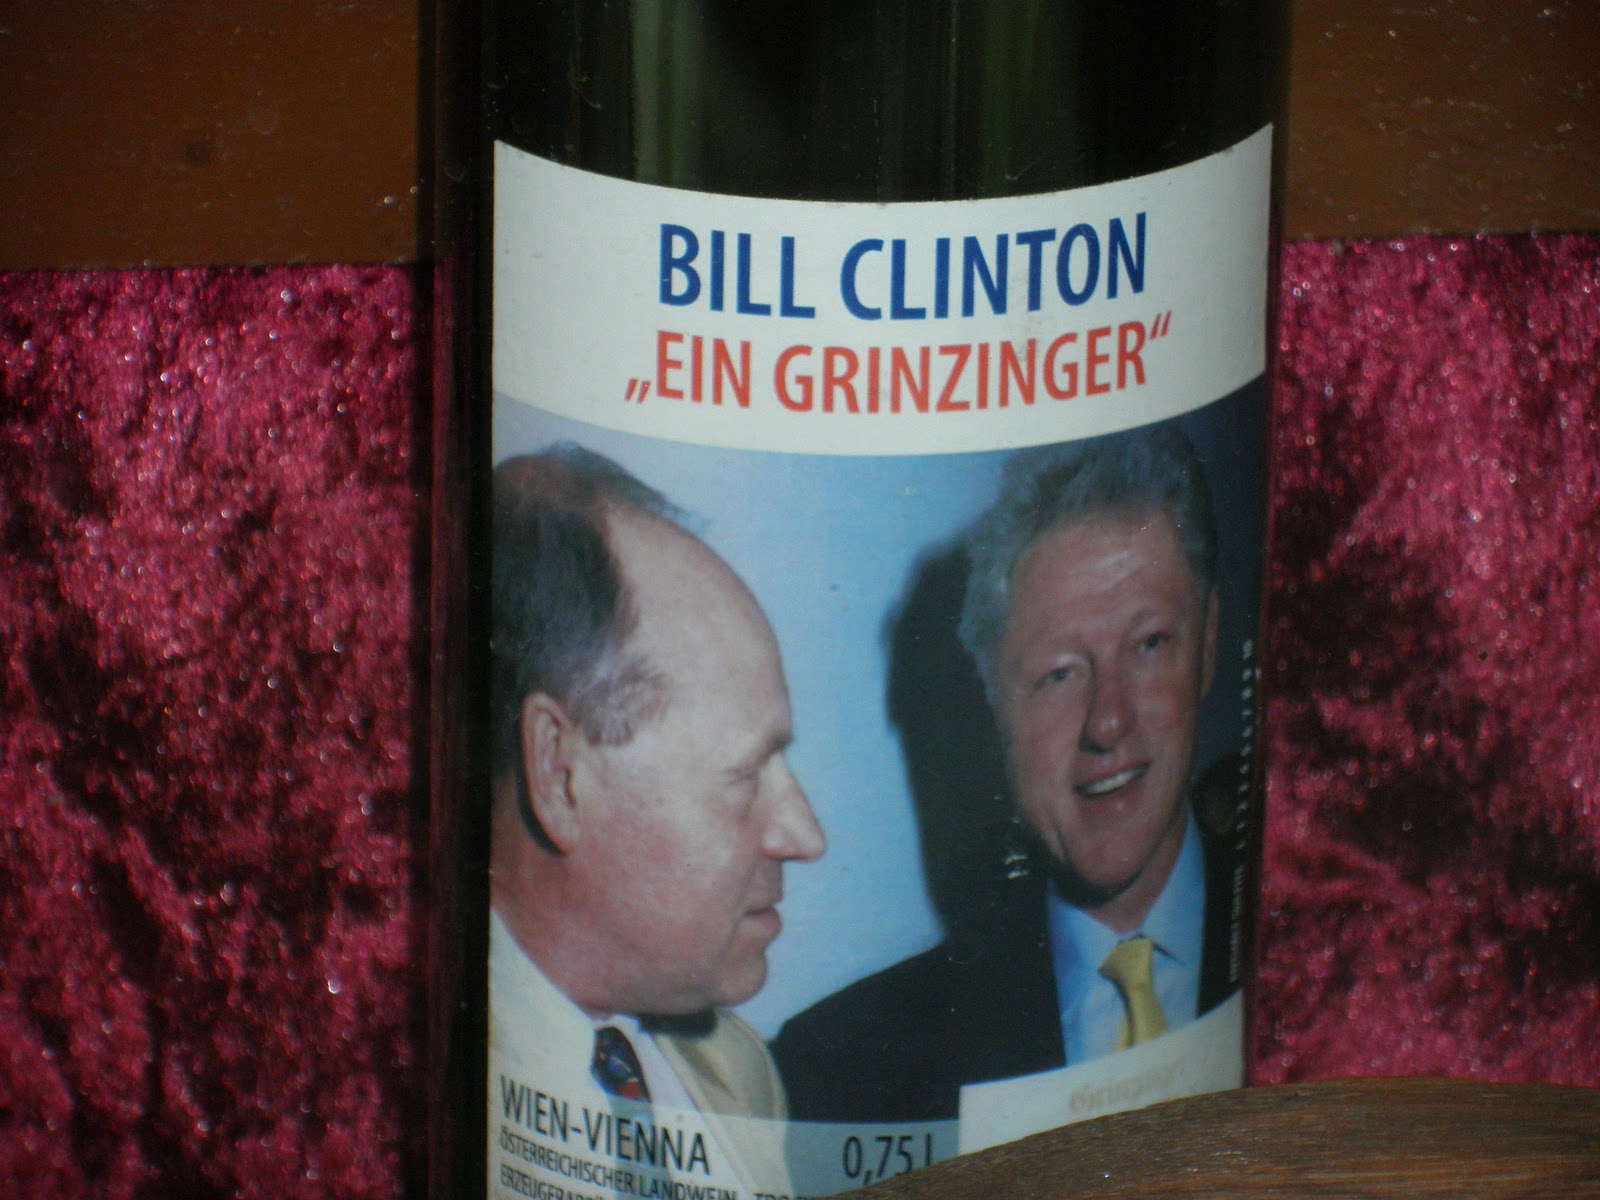 BILL CLINTON
„EIN GRINZINGER“
WIEN-VIENNA
ÖSTERREICHISCHER LANDWEIN
0,75 L